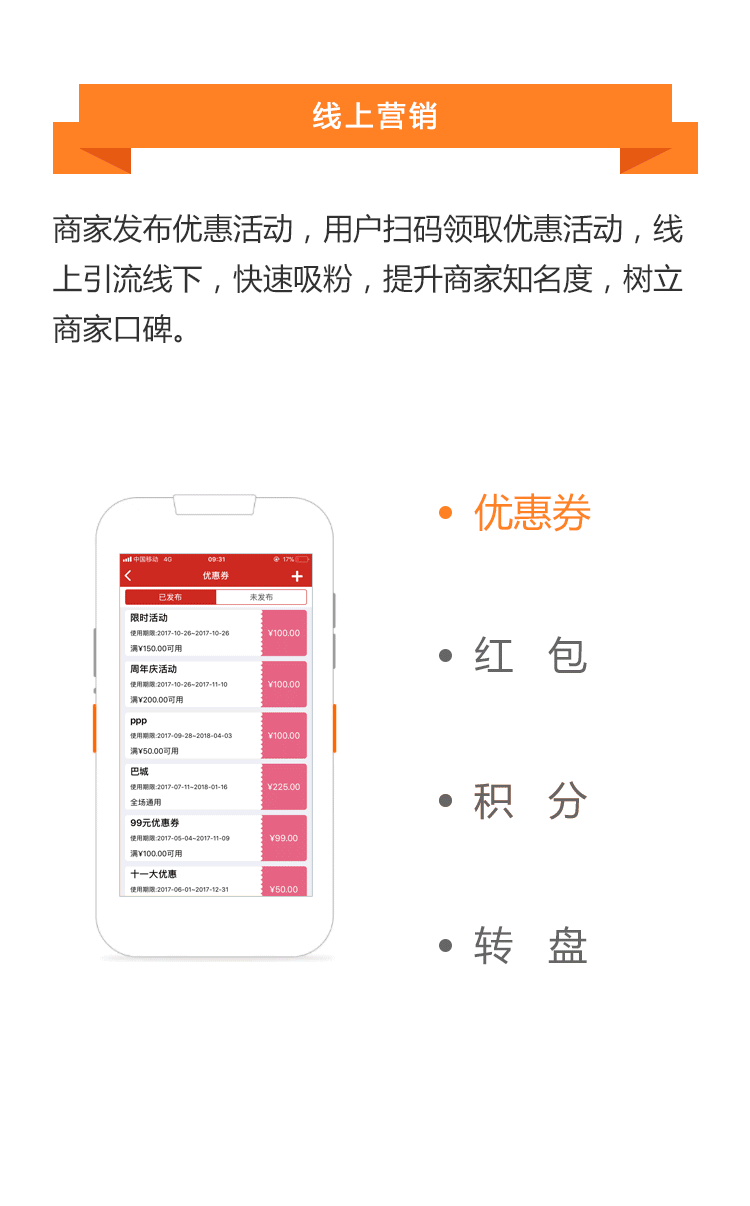 线上营销
商家发布优惠活动，用户扫码领取优惠活动，线
上引流线下，快速吸粉，提升商家知名度，树立
商家口碑。
中国移动 4G 09:31 17%
优惠券
已发布 未发布
限时活动
使用期限:2017-10-26~2017-10-26
满¥150.00可用
¥100.00
周年庆活动
使用期限:2017-10-26~2017-11-10
满¥200.00可用
¥100.00
ppp
使用期限:2017-09-28~2018-04-03
满¥50.00可用
¥100.00
巴城
使用期限:2017-07-11~2018-01-16
全场通用
¥225.00
99元优惠券
使用期限:2017-05-04~2017-11-09
满¥100.00可用
¥99.00
十一大优惠
使用期限:2017-06-01~2017-12-31
¥50.00
优惠券
红 包
积 分
转 盘